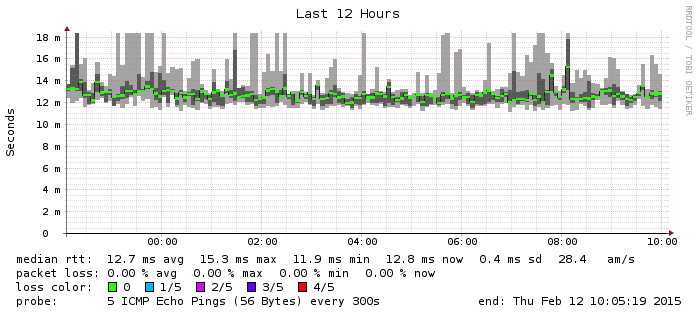 Last 12 Hours
RRDTOOL / TOBI OETIKER
Seconds
18 m
16 m
14 m
12 m
10 m
8 m
6 m
4 m
2 m
0
00:00 02:00 04:00 06:00 08:00 10:00
median rtt: 12.7 ms avg 15.3 ms max 11.9 ms min 12.8 ms now 0.4 ms sd 28.4 am/s
packet loss: 0.00 % avg 0.00 % max 0.00 % min 0.00 % now
loss color: 0 1/5 2/5 3/5 4/5
probe: 5 ICMP Echo Pings (56 Bytes) every 300s end: Thu Feb 12 10:05:19 2015